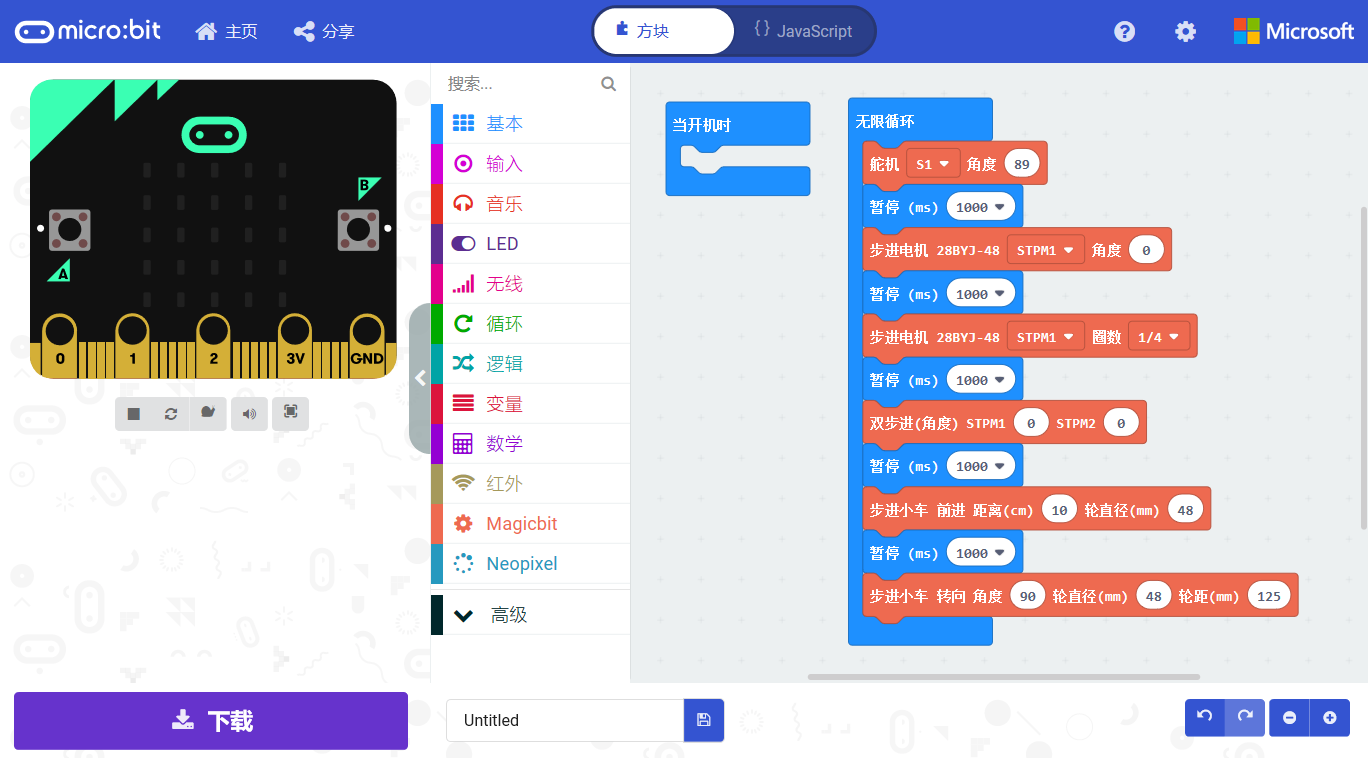 micro:bit 主页 分享 方块 {} JavaScript ? Microsoft
搜索...
基本
输入
音乐
LED
无线
循环
逻辑
变量
数学
红外
Magicbit
Neopixel
高级
A
B
0 1 2 3V GND
当开机时
无限循环
舵机 S1 角度 89
暂停 (ms) 1000
步进电机 28BYJ-48 STPM1 角度 0
暂停 (ms) 1000
步进电机 28BYJ-48 STPM1 圈数 1/4
暂停 (ms) 1000
双步进(角度) STPM1 0 STPM2 0
暂停 (ms) 1000
步进小车 前进 距离(cm) 10 轮直径(mm) 48
暂停 (ms) 1000
步进小车 转向 角度 90 轮直径(mm) 48 轮距(mm) 125
下载
Untitled